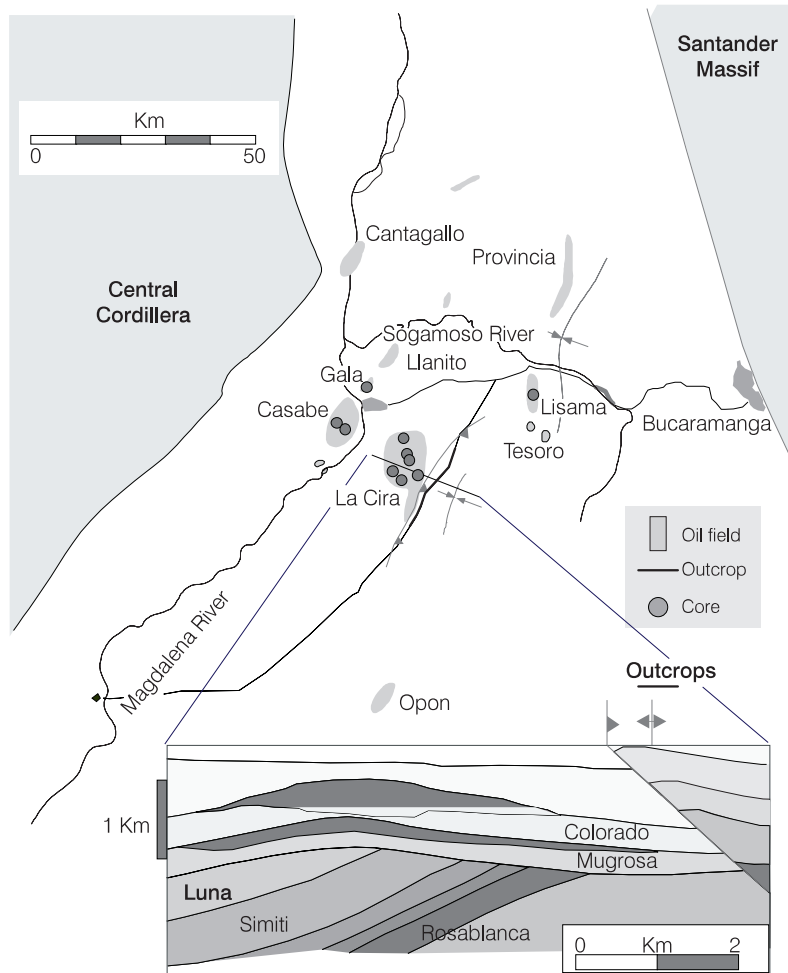 Santander
Massif
Km
0 50
Cantagallo
Provincia
Central
Cordillera
Sogamoso River
Llanito
Gala
Casabe
Lisama
Bucaramanga
Tesoro
La Cira
Oil field
Outcrop
Core
Magdalena River
Outcrops
Opon
1 Km
Colorado
Mugrosa
Luna
Simiti
Rosablanca
0 Km 2